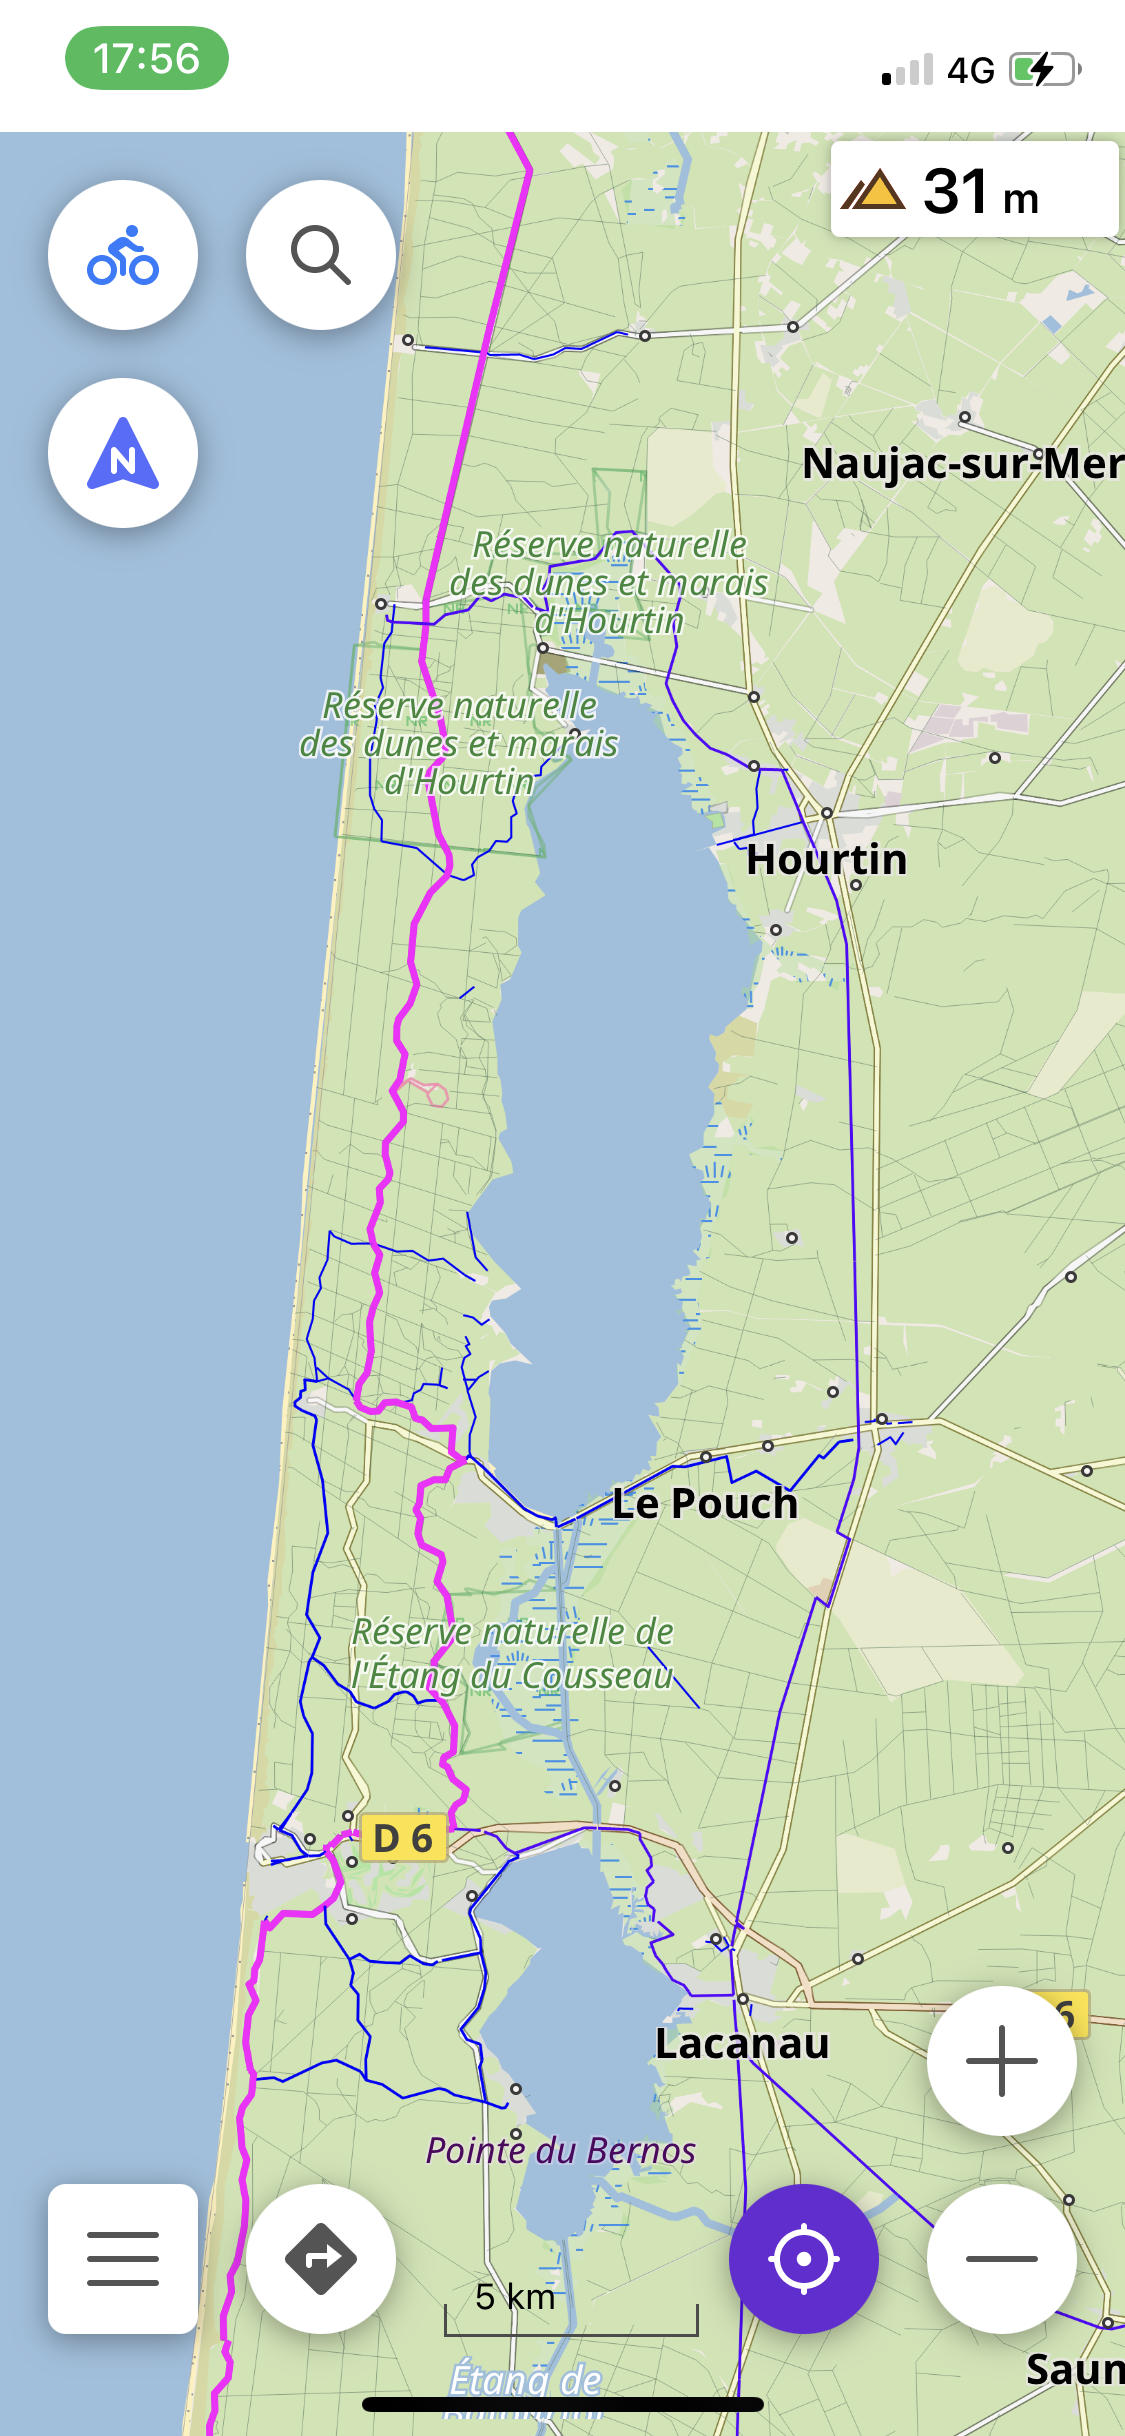 17:56
4G
31 m
N
Naujac-sur-Mer
Réserve naturelle
des dunes et marais
d'Hourtin
Réserve naturelle
des dunes et marais
d'Hourtin
Hourtin
Le Pouch
Réserve naturelle de
l'Étang du Cousseau
D 6
6
Lacanau
Pointe du Bernos
5 km
Saun
Étang de